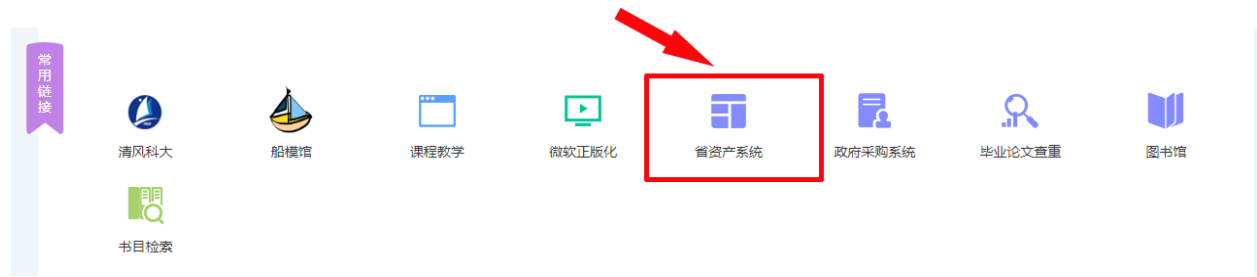 常用链接
清风科大
船模馆
课程教学
微软正版化
省资产系统
政府采购系统
毕业论文查重
图书馆
书目检索